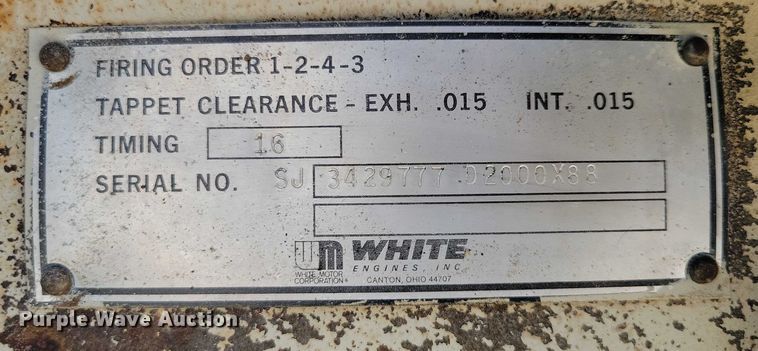 FIRING ORDER 1-2-4-3
TAPPET CLEARANCE - EXH. .015 INT. .015
TIMING 16
SERIAL NO. SJ 3429777 D2000X88
WM WHITE
ENGINES, INC
WHITE MOTOR
CORPORATION® CANTON, OHIO 44707
Purple Wave Auction